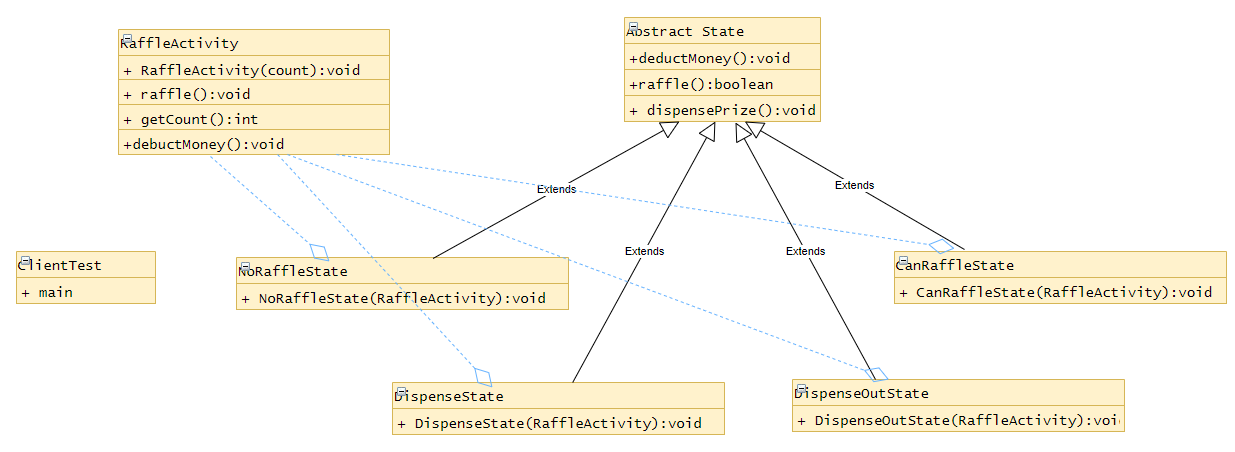 RaffleActivity
+ RaffleActivity(count):void
+ raffle():void
+ getCount():int
+debuctMoney():void
Abstract State
+deductMoney():void
+raffle():boolean
+ dispensePrize():void
Extends
Extends
Extends
Extends
ClientTest
+ main
NoRaffleState
+ NoRaffleState(RaffleActivity):void
CanRaffleState
+ CanRaffleState(RaffleActivity):void
DispenseState
+ DispenseState(RaffleActivity):void
DispenseOutState
+ DispenseOutState(RaffleActivity):voi